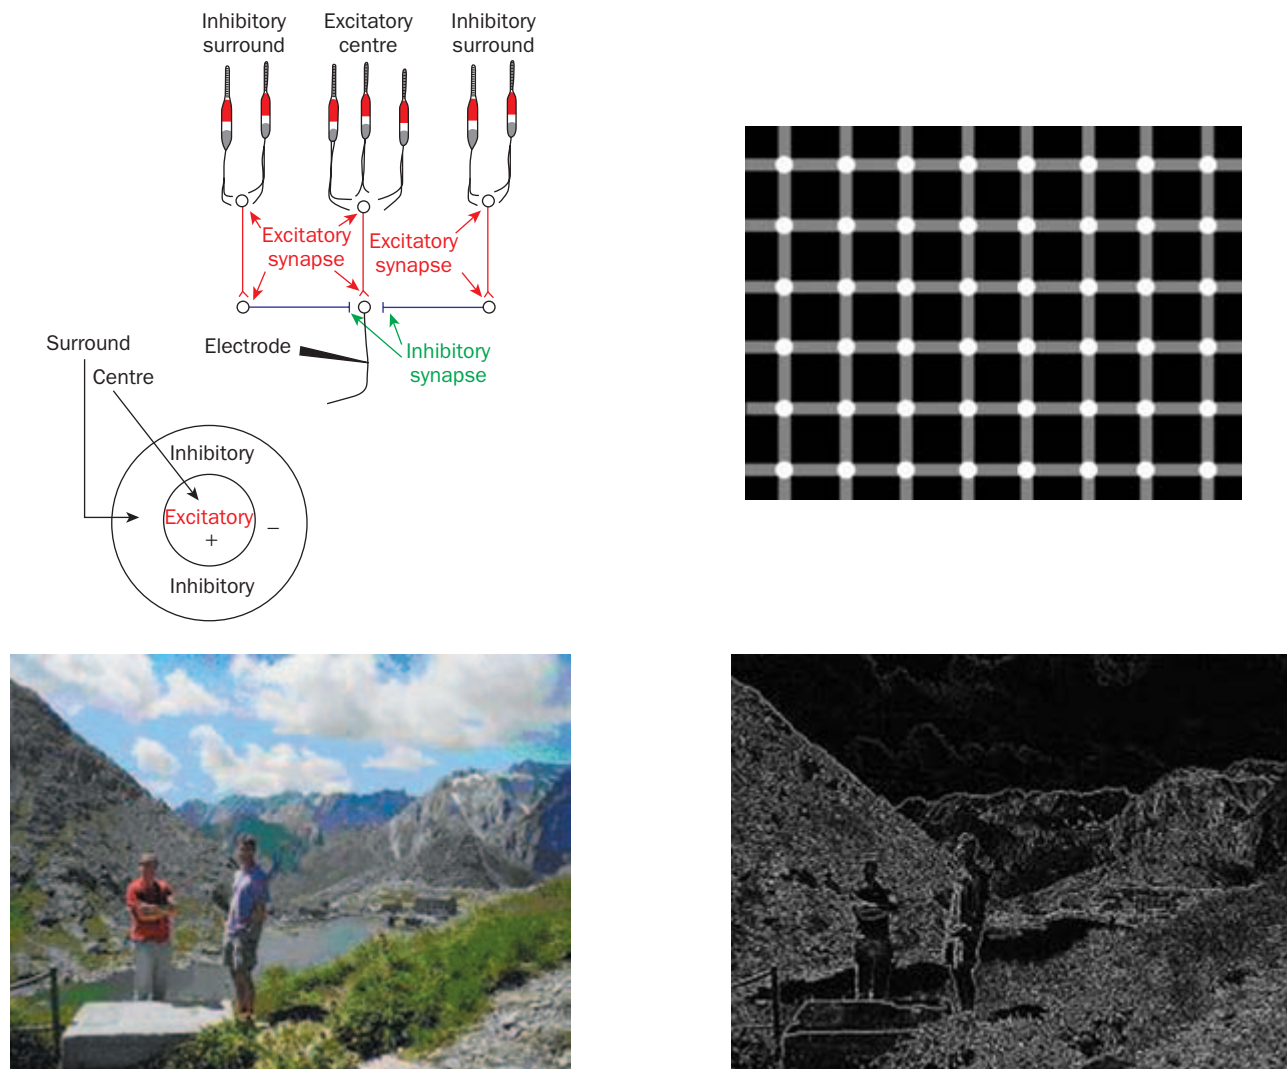 Inhibitory
surround
Excitatory
centre
Inhibitory
surround
Excitatory
synapse
Excitatory
synapse
Electrode
Inhibitory
synapse
Surround
Centre
Inhibitory
Excitatory
+
−
Inhibitory